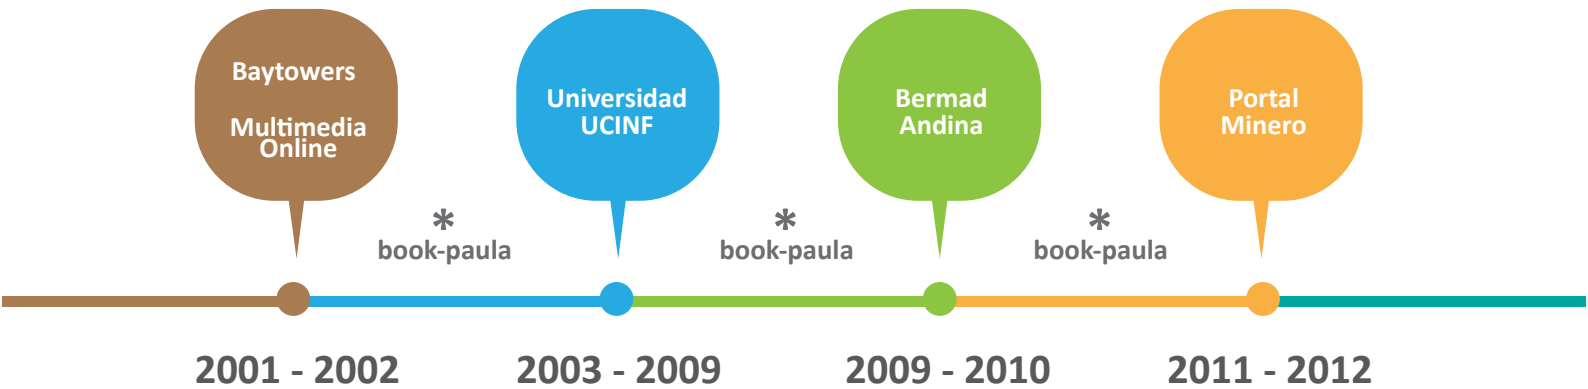 Baytowers
Multimedia
Online
Universidad
UCINF
Bermad
Andina
Portal
Minero
*
book-paula
*
book-paula
*
book-paula
2001 - 2002
2003 - 2009
2009 - 2010
2011 - 2012